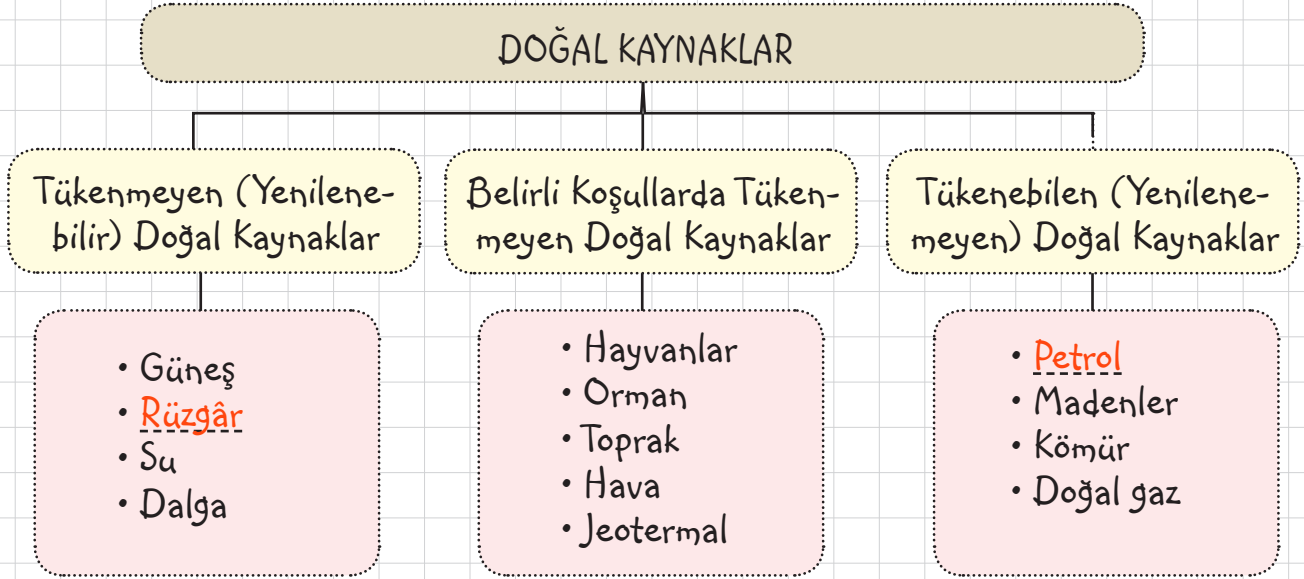 DOĞAL KAYNAKLAR
Tükenmeyen (Yenilene-
bilir) Doğal Kaynaklar
• Güneş
• Rüzgâr
• Su
• Dalga
Belirli Koşullarda Tüken-
meyen Doğal Kaynaklar
• Hayvanlar
• Orman
• Toprak
• Hava
• Jeotermal
Tükenebilen (Yenilene-
meyen) Doğal Kaynaklar
• Petrol
• Madenler
• Kömür
• Doğal gaz